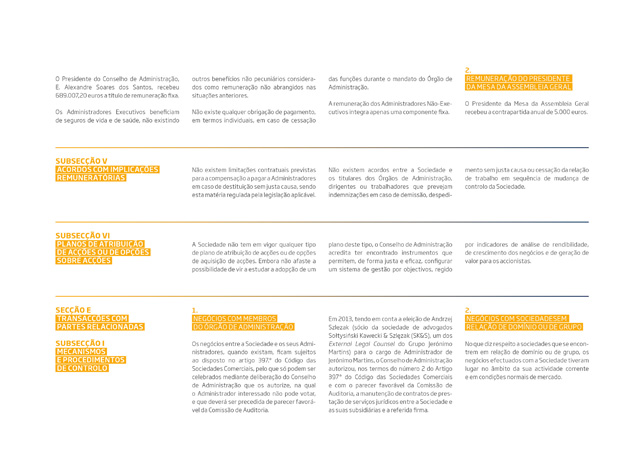 O Presidente do Conselho de Administração,
E. Alexandre Soares dos Santos, recebeu
689.007,20 euros a título de remuneração fixa.
Os Administradores Executivos beneficiam
de seguros de vida e de saúde, não existindo
outros benefícios não pecuniários considera-
dos como remuneração não abrangidos nas
situações anteriores.
Não existe qualquer obrigação de pagamento,
em termos individuais, em caso de cessação
das funções durante o mandato do Órgão de
Administração.
A remuneração dos Administradores Não-Exe-
cutivos integra apenas uma componente fixa.
2.
REMUNERAÇÃO DO PRESIDENTE
DA MESA DA ASSEMBLEIA GERAL
O Presidente da Mesa da Assembleia Geral
recebeu a contrapartida anual de 5.000 euros.
SUBSECÇÃO V
ACORDOS COM IMPLICAÇÕES
REMUNERATÓRIAS
Não existem limitações contratuais previstas
para a compensação a pagar a Administradores
em caso de destituição sem justa causa, sendo
esta matéria regulada pela legislação aplicável.
Não existem acordos entre a Sociedade e
os titulares dos Órgãos de Administração,
dirigentes ou trabalhadores que prevejam
indemnizações em caso de demissão, despedi-
mento sem justa causa ou cessação da relação
de trabalho em sequência de mudança de
controlo da Sociedade.
SUBSECÇÃO VI
PLANOS DE ATRIBUIÇÃO
DE ACÇÕES OU DE OPÇÕES
SOBRE ACÇÕES
A Sociedade não tem em vigor qualquer tipo
de plano de atribuição de acções ou de opções
de aquisição de acções. Embora não afaste a
possibilidade de vir a estudar a adopção de um
plano deste tipo, o Conselho de Administração
acredita ter encontrado instrumentos que
permitem, de forma justa e eficaz, configurar
um sistema de gestão por objectivos, regido
por indicadores de análise de rendibilidade,
de crescimento dos negócios e de geração de
valor para os accionistas.
SECÇÃO E
TRANSACÇÕES COM
PARTES RELACIONADAS
SUBSECÇÃO I
MECANISMOS
E PROCEDIMENTOS
DE CONTROLO
1.
NEGÓCIOS COM MEMBROS
DO ÓRGÃO DE ADMINISTRAÇÃO
Os negócios entre a Sociedade e os seus Admi-
nistradores, quando existam, ficam sujeitos
ao disposto no artigo 397.º do Código das
Sociedades Comerciais, pelo que só podem ser
celebrados mediante deliberação do Conselho
de Administração que os autorize, na qual
o Administrador interessado não pode votar,
e que deverá ser precedida de parecer favorá-
vel da Comissão de Auditoria.
Em 2013, tendo em conta a eleição de Andrzej
Szlęzak (sócio da sociedade de advogados
Sołtysiński Kawecki & Szlęzak (SK&S), um dos
External Legal Counsel do Grupo Jerónimo
Martins) para o cargo de Administrador de
Jerónimo Martins, o Conselho de Administração
autorizou, nos termos do número 2 do Artigo
397.º do Código das Sociedades Comerciais
e com o parecer favorável da Comissão de
Auditoria, a manutenção de contratos de pres-
tação de serviços jurídicos entre a Sociedade e
as suas subsidiárias e a referida firma.
2.
NEGÓCIOS COM SOCIEDADES EM
RELAÇÃO DE DOMÍNIO OU DE GRUPO
No que diz respeito a sociedades que se encon-
trem em relação de domínio ou de grupo, os
negócios efectuados com a Sociedade tiveram
lugar no âmbito da sua actividade corrente
e em condições normais de mercado.